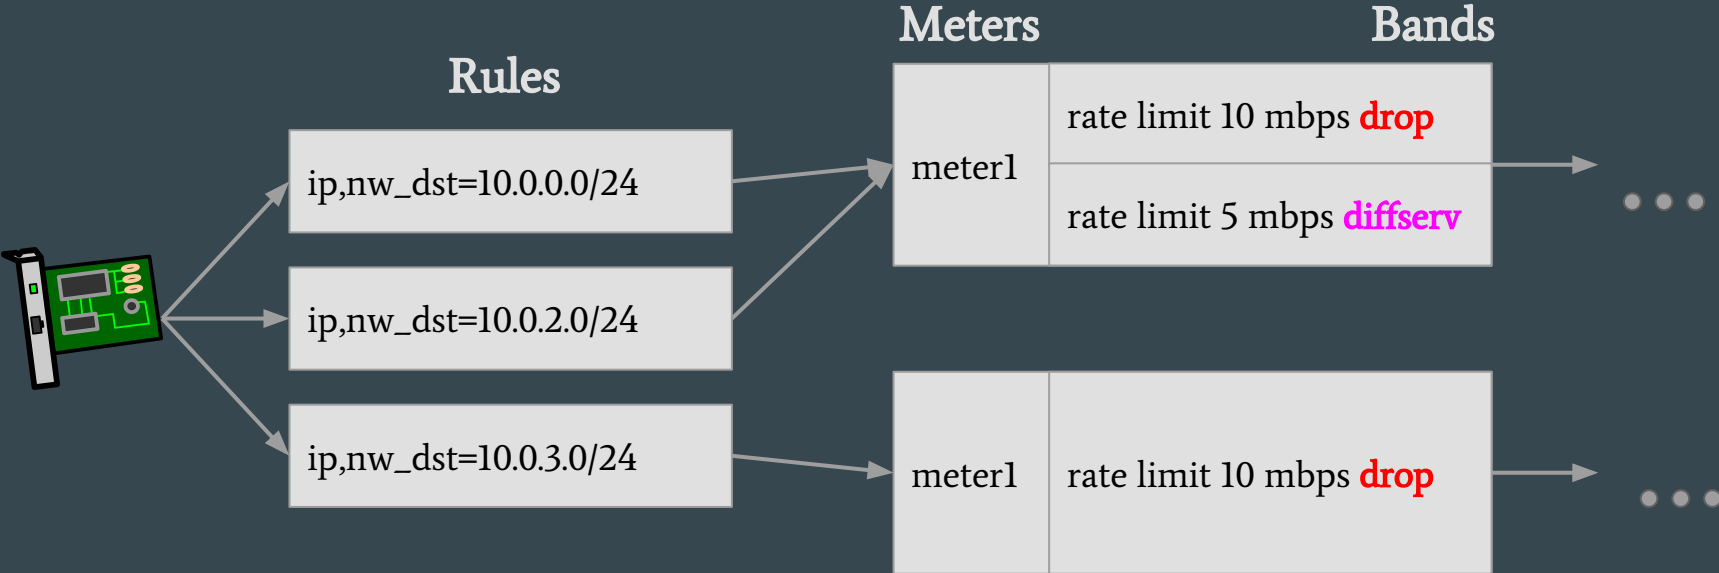 Rules
ip,nw_dst=10.0.0.0/24
ip,nw_dst=10.0.2.0/24
ip,nw_dst=10.0.3.0/24
Meters
Bands
meter1
rate limit 10 mbps drop
rate limit 5 mbps diffserv
meter1
rate limit 10 mbps drop